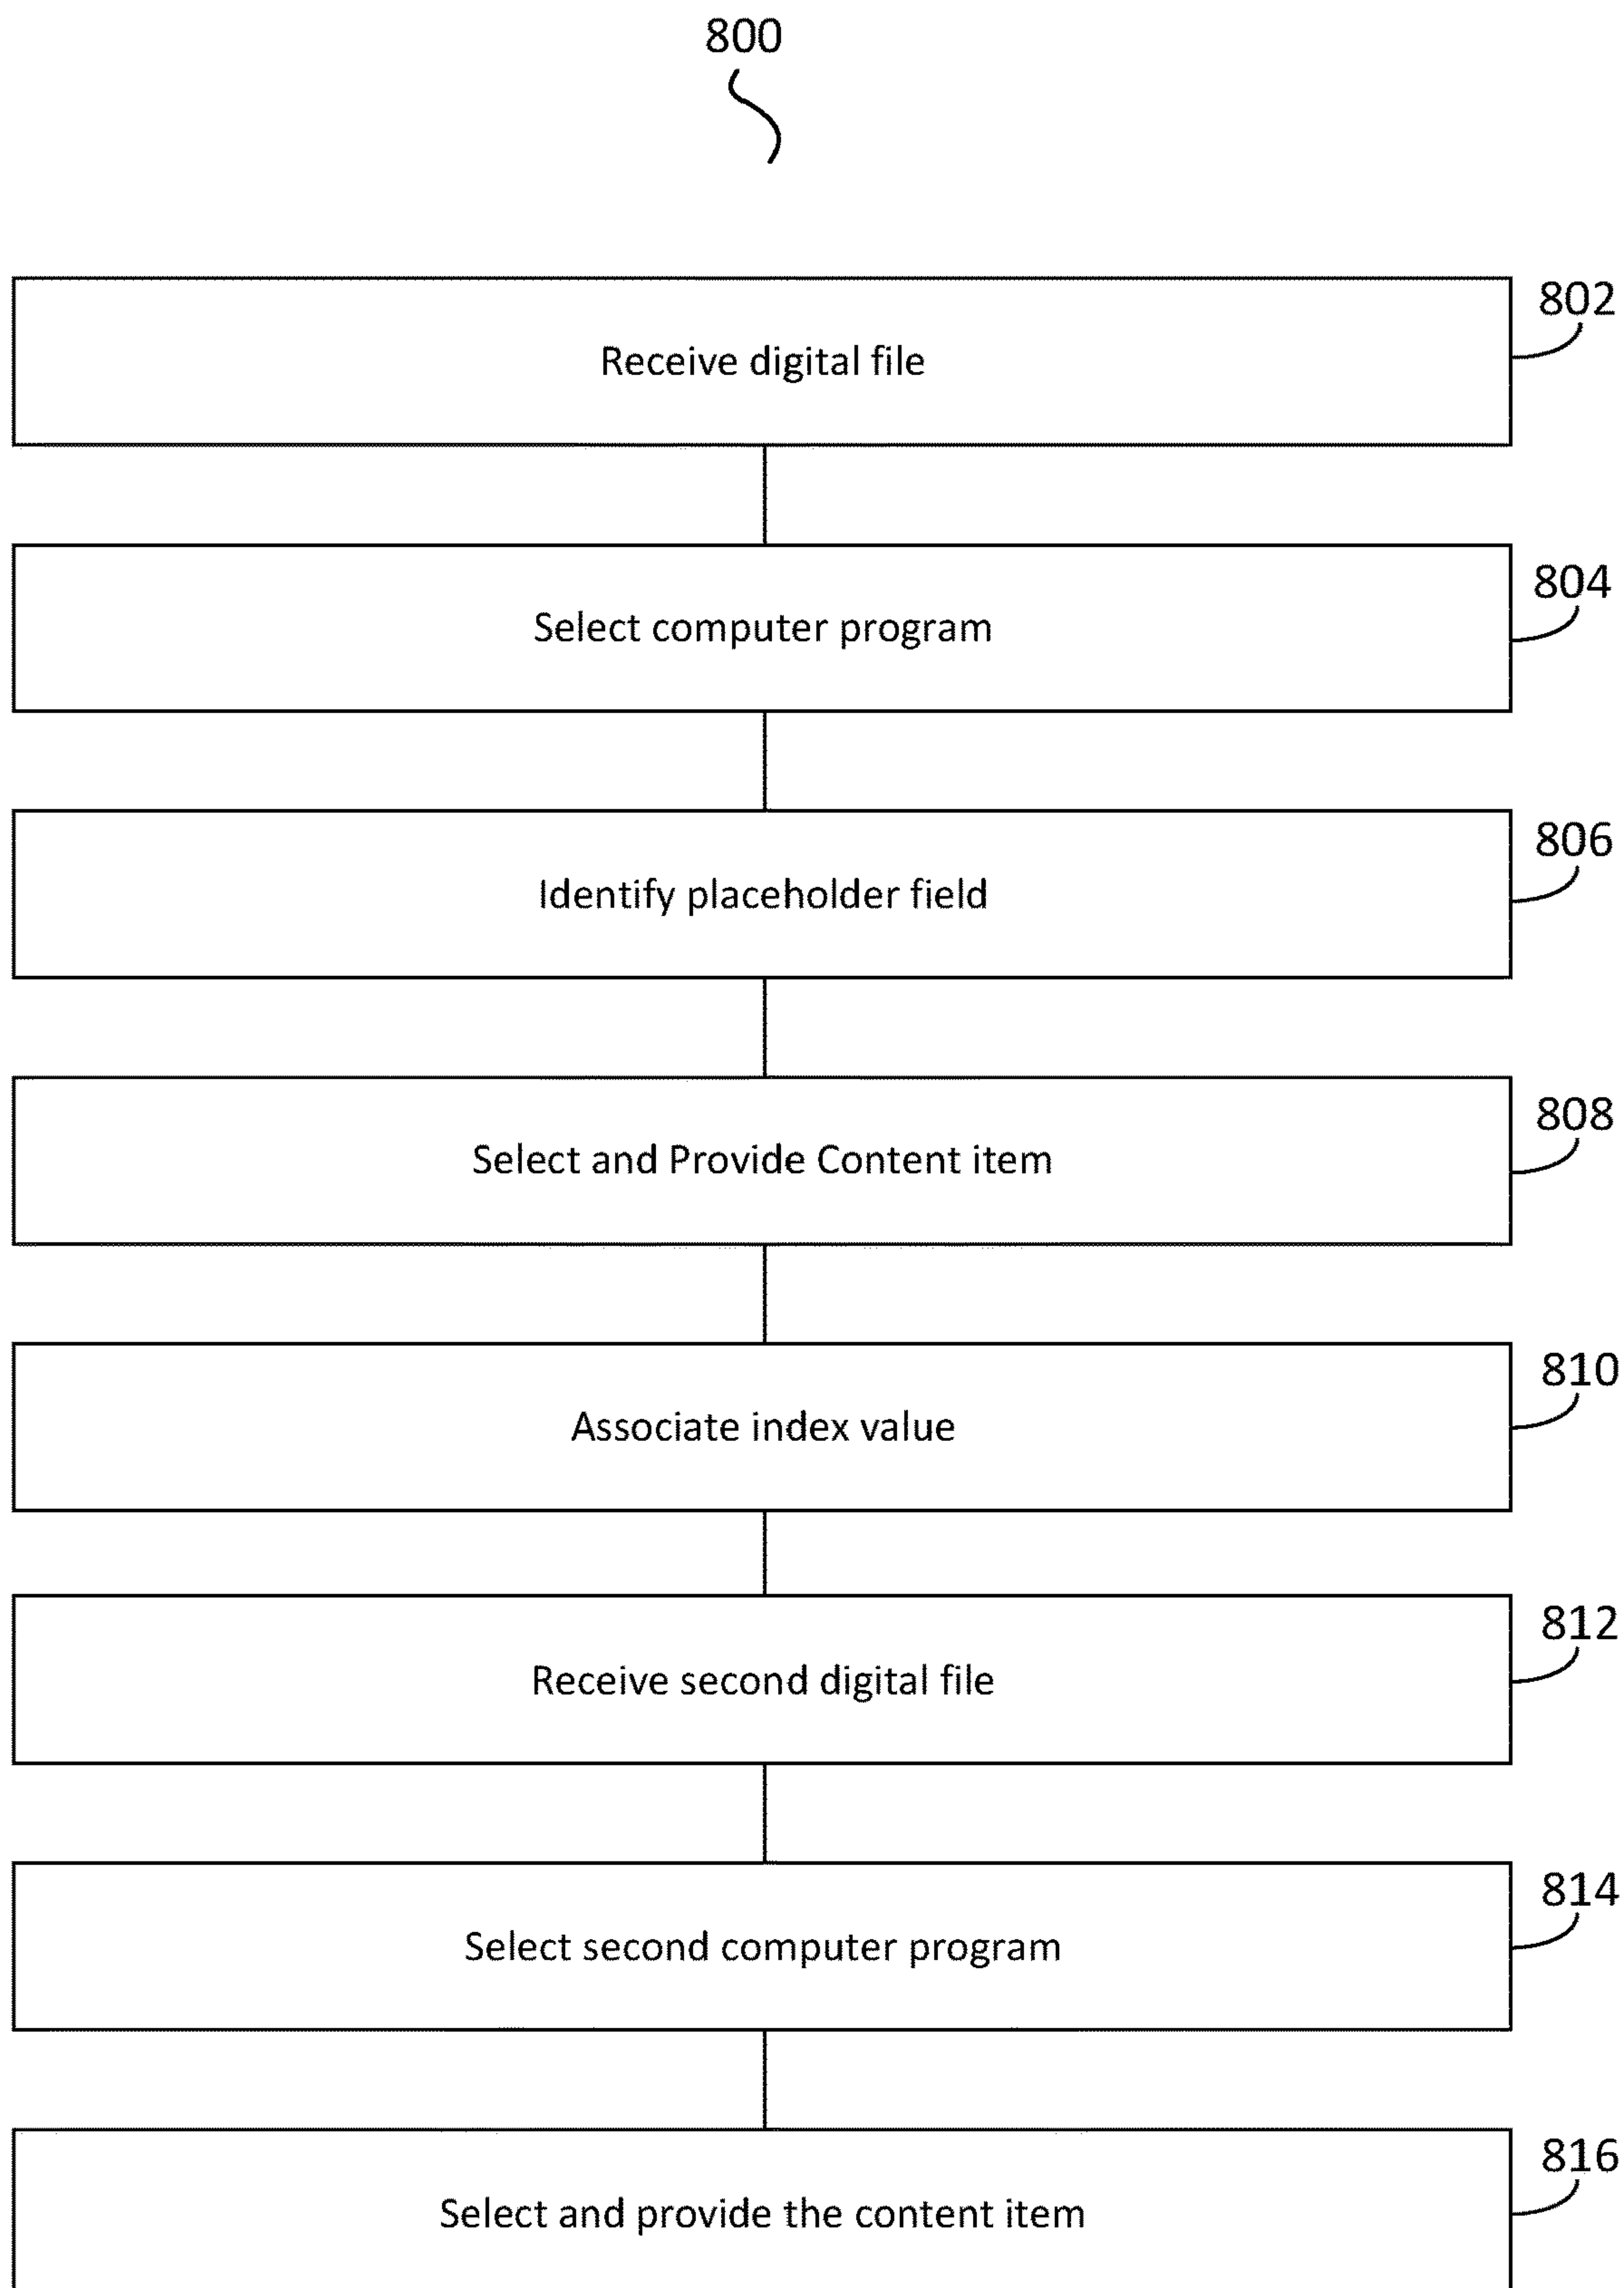 800
802
Receive digital file
804
Select computer program
806
Identify placeholder field
808
Select and Provide Content item
810
Associate index value
812
Receive second digital file
814
Select second computer program
816
Select and provide the content item